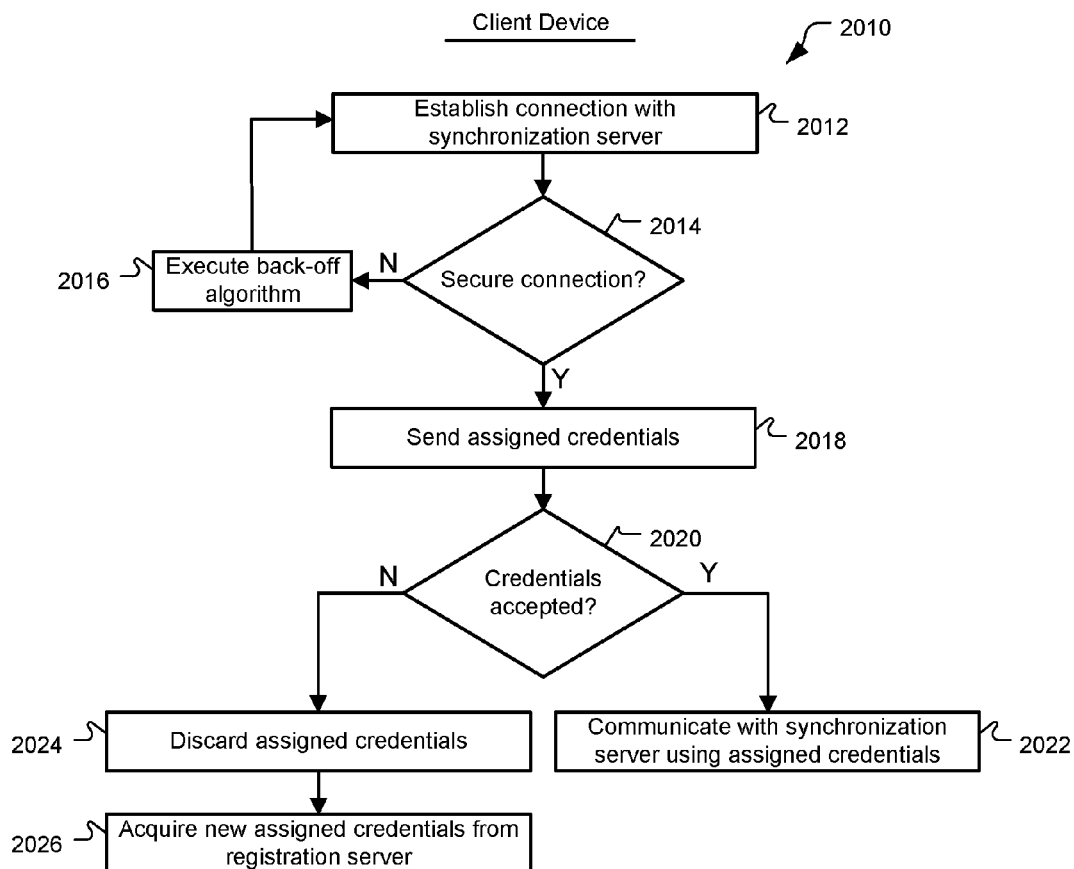 Client Device
2010
Establish connection with
synchronization server
2012
2014
Secure connection?
N
2016
Execute back-off
algorithm
Y
Send assigned credentials
2018
2020
Credentials
accepted?
N
Y
2024
Discard assigned credentials
Communicate with synchronization
server using assigned credentials
2022
2026
Acquire new assigned credentials from
registration server